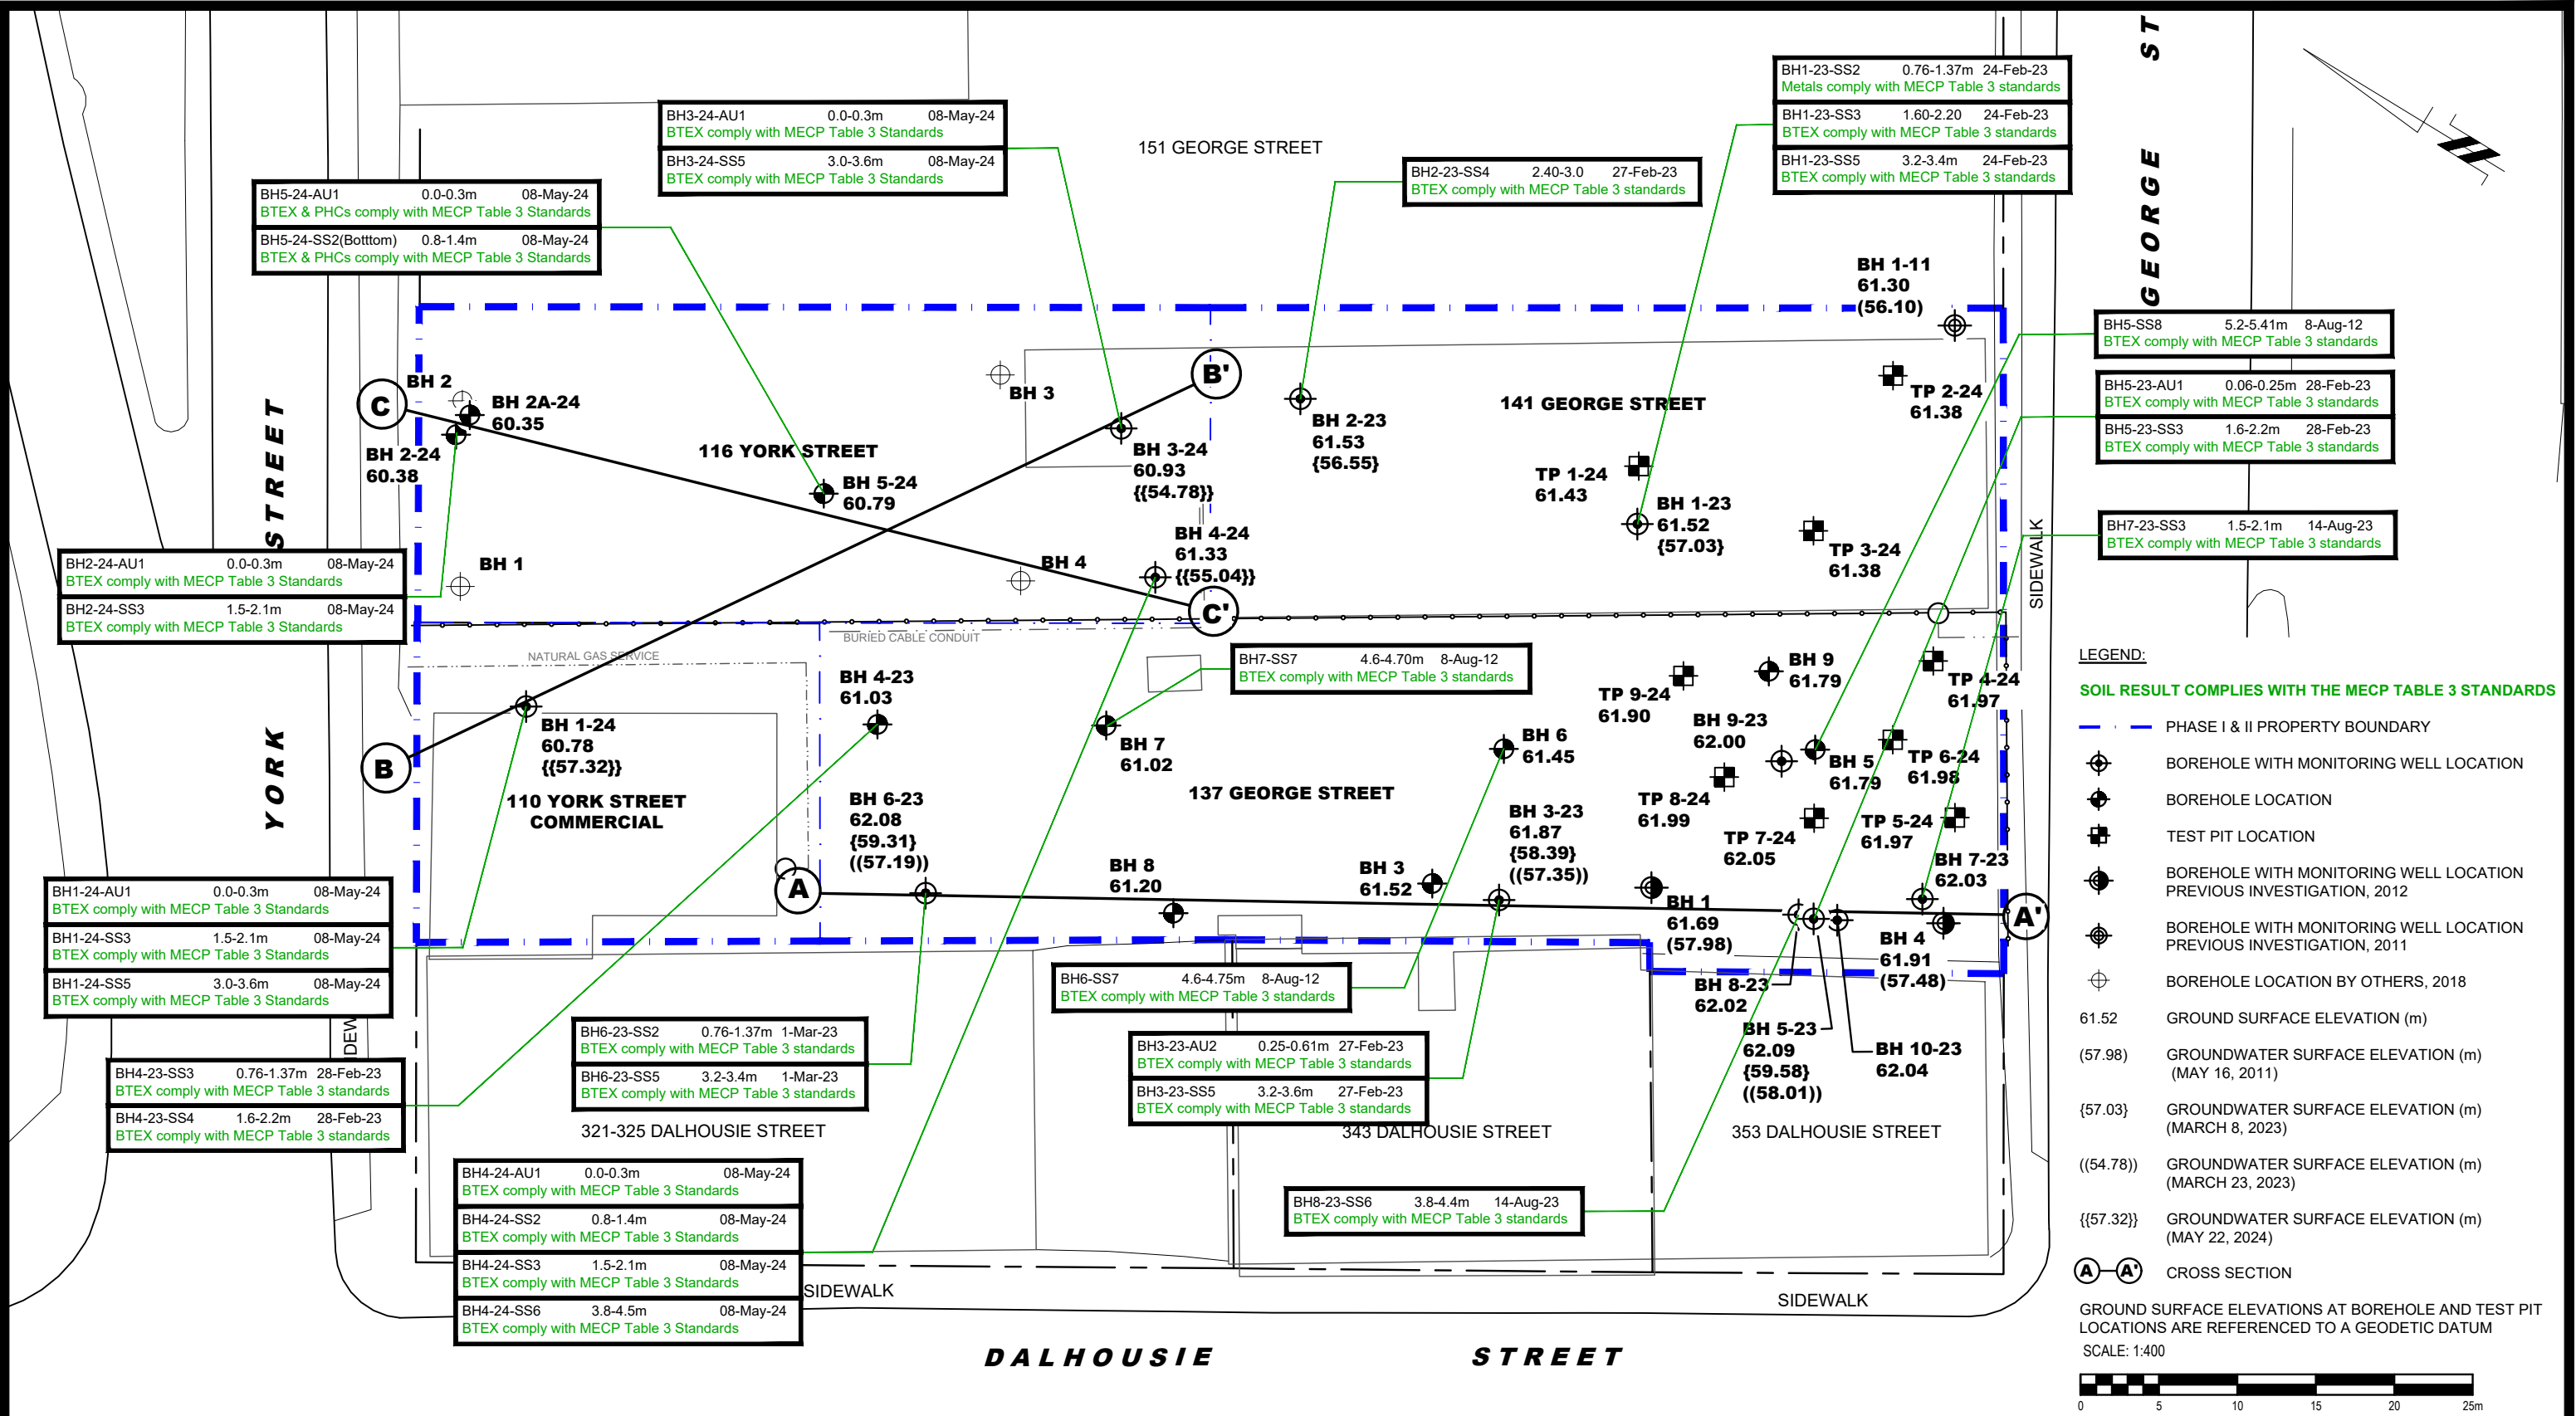 BH1-23-SS2 0.76-1.37m 24-Feb-23
Metals comply with MECP Table 3 standards
BH1-23-SS3 1.60-2.20 24-Feb-23
BTEX comply with MECP Table 3 standards
BH1-23-SS5 3.2-3.4m 24-Feb-23
BTEX comply with MECP Table 3 standards
GEORGE ST
BH3-24-AU1 0.0-0.3m 08-May-24
BTEX comply with MECP Table 3 Standards
BH3-24-SS5 3.0-3.6m 08-May-24
BTEX comply with MECP Table 3 Standards
151 GEORGE STREET
BH2-23-SS4 2.40-3.0 27-Feb-23
BTEX comply with MECP Table 3 standards
BH5-24-AU1 0.0-0.3m 08-May-24
BTEX & PHCs comply with MECP Table 3 Standards
BH5-24-SS2(Botttom) 0.8-1.4m 08-May-24
BTEX & PHCs comply with MECP Table 3 Standards
BH 1-11
61.30
(56.10)
BH5-SS8 5.2-5.41m 8-Aug-12
BTEX comply with MECP Table 3 standards
BH5-23-AU1 0.06-0.25m 28-Feb-23
BTEX comply with MECP Table 3 standards
BH5-23-SS3 1.6-2.2m 28-Feb-23
BTEX comply with MECP Table 3 standards
BH7-23-SS3 1.5-2.1m 14-Aug-23
BTEX comply with MECP Table 3 standards
C
BH 2
BH 2A-24
60.35
BH 2-24
60.38
116 YORK STREET
BH 5-24
60.79
BH 3
B'
BH 3-24
60.93
{{54.78}}
BH 2-23
61.53
{56.55}
141 GEORGE STREET
TP 2-24
61.38
TP 1-24
61.43
BH 1-23
61.52
{57.03}
TP 3-24
61.38
SIDEWALK
BH 4-24
61.33
{{55.04}}
BH 4
C'
BH 1
BH2-24-AU1 0.0-0.3m 08-May-24
BTEX comply with MECP Table 3 Standards
BH2-24-SS3 1.5-2.1m 08-May-24
BTEX comply with MECP Table 3 Standards
YORK STREET
BURIED CABLE CONDUIT
NATURAL GAS SERVICE
BH7-SS7 4.6-4.70m 8-Aug-12
BTEX comply with MECP Table 3 standards
BH 4-23
61.03
BH 1-24
60.78
{{57.32}}
B
110 YORK STREET
COMMERCIAL
BH 7
61.02
137 GEORGE STREET
BH 6
61.45
TP 9-24
61.90
BH 9
61.79
TP 4-24
61.97
BH 9-23
62.00
BH 5
61.79
TP 6-24
61.98
TP 8-24
61.99
TP 7-24
62.05
TP 5-24
61.97
BH 7-23
62.03
BH 6-23
62.08
{59.31}
((57.19))
A
BH 8
61.20
BH 3
61.52
BH 3-23
61.87
{58.39}
((57.35))
BH 1
61.69
(57.98)
BH 4
61.91
(57.48)
A'
BH 8-23
62.02
BH 5-23
62.09
{59.58}
((58.01))
BH 10-23
62.04
BH1-24-AU1 0.0-0.3m 08-May-24
BTEX comply with MECP Table 3 Standards
BH1-24-SS3 1.5-2.1m 08-May-24
BTEX comply with MECP Table 3 Standards
BH1-24-SS5 3.0-3.6m 08-May-24
BTEX comply with MECP Table 3 Standards
BH4-23-SS3 0.76-1.37m 28-Feb-23
BTEX comply with MECP Table 3 standards
BH4-23-SS4 1.6-2.2m 28-Feb-23
BTEX comply with MECP Table 3 standards
BH6-23-SS2 0.76-1.37m 1-Mar-23
BTEX comply with MECP Table 3 standards
BH6-23-SS5 3.2-3.4m 1-Mar-23
BTEX comply with MECP Table 3 standards
BH6-SS7 4.6-4.75m 8-Aug-12
BTEX comply with MECP Table 3 standards
BH3-23-AU2 0.25-0.61m 27-Feb-23
BTEX comply with MECP Table 3 standards
BH3-23-SS5 3.2-3.6m 27-Feb-23
BTEX comply with MECP Table 3 standards
321-325 DALHOUSIE STREET
343 DALHOUSIE STREET
353 DALHOUSIE STREET
BH4-24-AU1 0.0-0.3m 08-May-24
BTEX comply with MECP Table 3 Standards
BH4-24-SS2 0.8-1.4m 08-May-24
BTEX comply with MECP Table 3 Standards
BH4-24-SS3 1.5-2.1m 08-May-24
BTEX comply with MECP Table 3 Standards
BH4-24-SS6 3.8-4.5m 08-May-24
BTEX comply with MECP Table 3 Standards
BH8-23-SS6 3.8-4.4m 14-Aug-23
BTEX comply with MECP Table 3 standards
SIDEWALK
SIDEWALK
DALHOUSIE STREET
LEGEND:
SOIL RESULT COMPLIES WITH THE MECP TABLE 3 STANDARDS
PHASE I & II PROPERTY BOUNDARY
BOREHOLE WITH MONITORING WELL LOCATION
BOREHOLE LOCATION
TEST PIT LOCATION
BOREHOLE WITH MONITORING WELL LOCATION
PREVIOUS INVESTIGATION, 2012
BOREHOLE WITH MONITORING WELL LOCATION
PREVIOUS INVESTIGATION, 2011
BOREHOLE LOCATION BY OTHERS, 2018
61.52 GROUND SURFACE ELEVATION (m)
(57.98) GROUNDWATER SURFACE ELEVATION (m)
(MAY 16, 2011)
{57.03} GROUNDWATER SURFACE ELEVATION (m)
(MARCH 8, 2023)
((54.78)) GROUNDWATER SURFACE ELEVATION (m)
(MARCH 23, 2023)
{{57.32}} GROUNDWATER SURFACE ELEVATION (m)
(MAY 22, 2024)
A A' CROSS SECTION
GROUND SURFACE ELEVATIONS AT BOREHOLE AND TEST PIT
LOCATIONS ARE REFERENCED TO A GEODETIC DATUM
SCALE: 1:400
0 5 10 15 20 25m